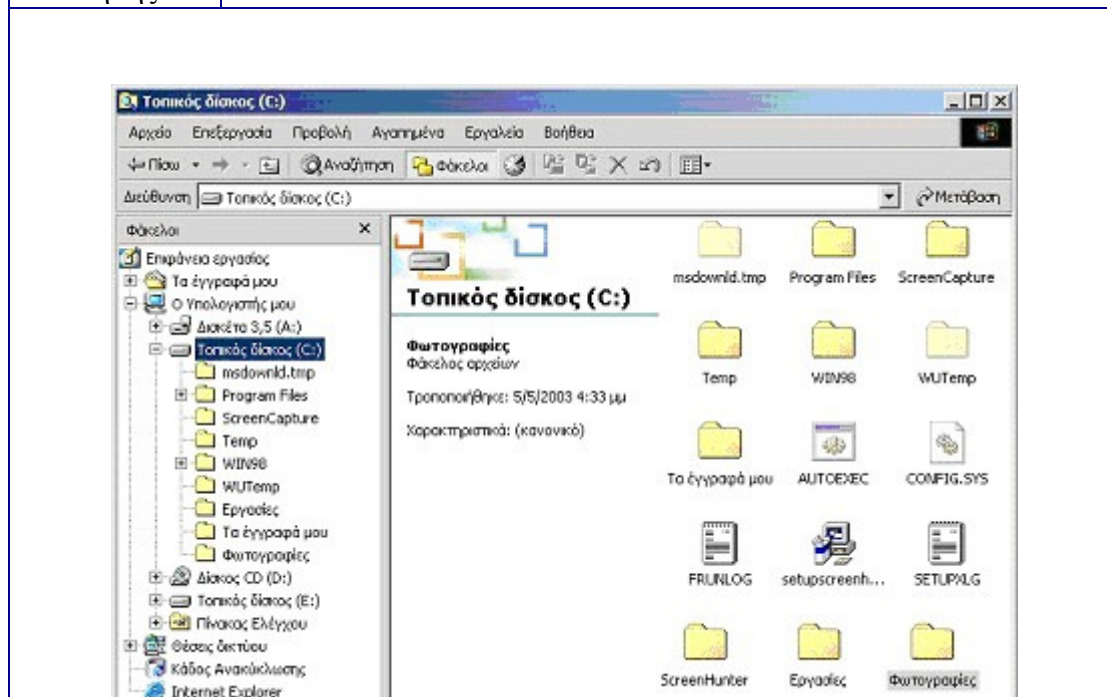 Τοπικός δίσκος (C:)
Αρχείο Επεξεργασία Προβολή Αγαπημένα Εργαλεία Βοήθεια
Πίσω Αναζήτηση Φάκελοι
Διεύθυνση Τοπικός δίσκος (C:) Μετάβαση
Φάκελοι
Επιφάνεια εργασίας
Τα έγγραφά μου
Ο Υπολογιστής μου
Δισκέτα 3,5 (A:)
Τοπικός δίσκος (C:)
msdownld.tmp
Program Files
ScreenCapture
Temp
WIN98
WUTemp
Εργασίες
Τα έγγραφά μου
Φωτογραφίες
Δίσκος CD (D:)
Τοπικός δίσκος (E:)
Πίνακας Ελέγχου
Θέσεις δικτύου
Κάδος Ανακύκλωσης
Internet Explorer
Τοπικός δίσκος (C:)
Φωτογραφίες
Φάκελος αρχείων
Τροποποιήθηκε: 5/5/2003 4:33 μμ
Χαρακτηριστικά: (κανονικό)
msdownld.tmp Program Files ScreenCapture
Temp WIN98 WUTemp
Τα έγγραφά μου AUTOEXEC CONFIG.SYS
FRUNLOG setupscreenh... SETUPXLG
ScreenHunter Εργασίες Φωτογραφίες